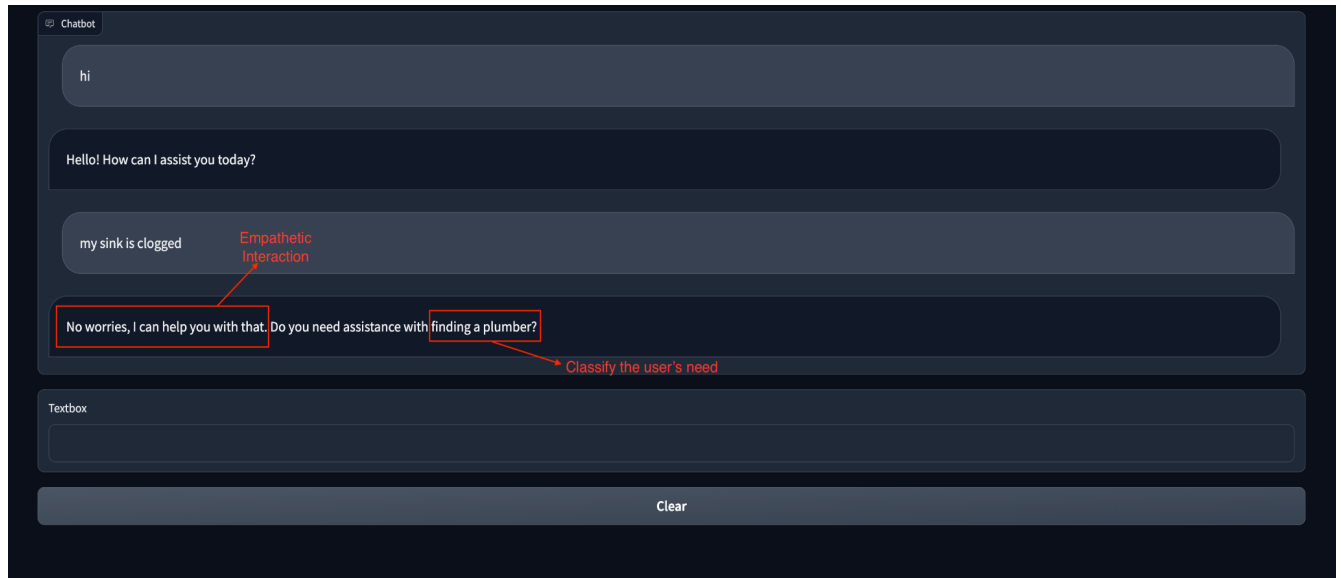 Chatbot
hi
Hello! How can I assist you today?
my sink is clogged
Empathetic
Interaction
No worries, I can help you with that. Do you need assistance with finding a plumber?
Classify the user's need
Textbox
Clear